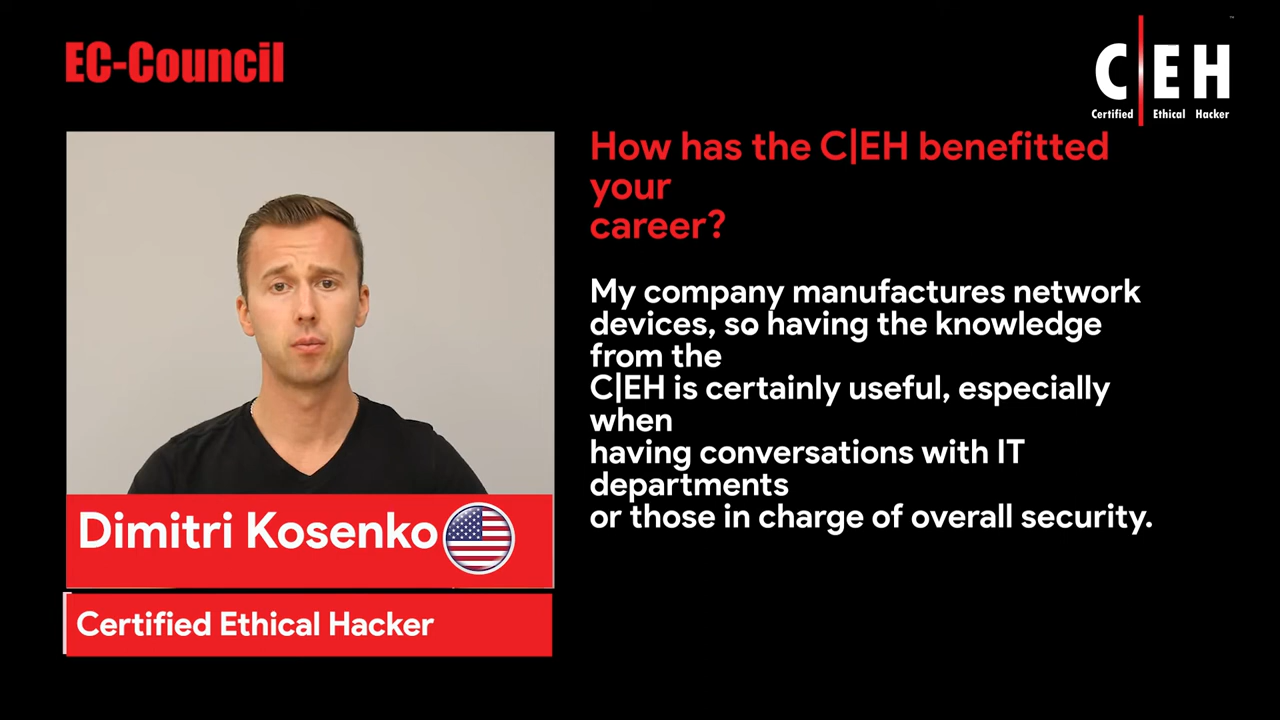 EC-Council
C|EH
™
Certified Ethical Hacker
How has the C|EH benefitted
your
career?
My company manufactures network
devices, so having the knowledge
from the
C|EH is certainly useful, especially
when
having conversations with IT
departments
or those in charge of overall security.
Dimitri Kosenko
Certified Ethical Hacker